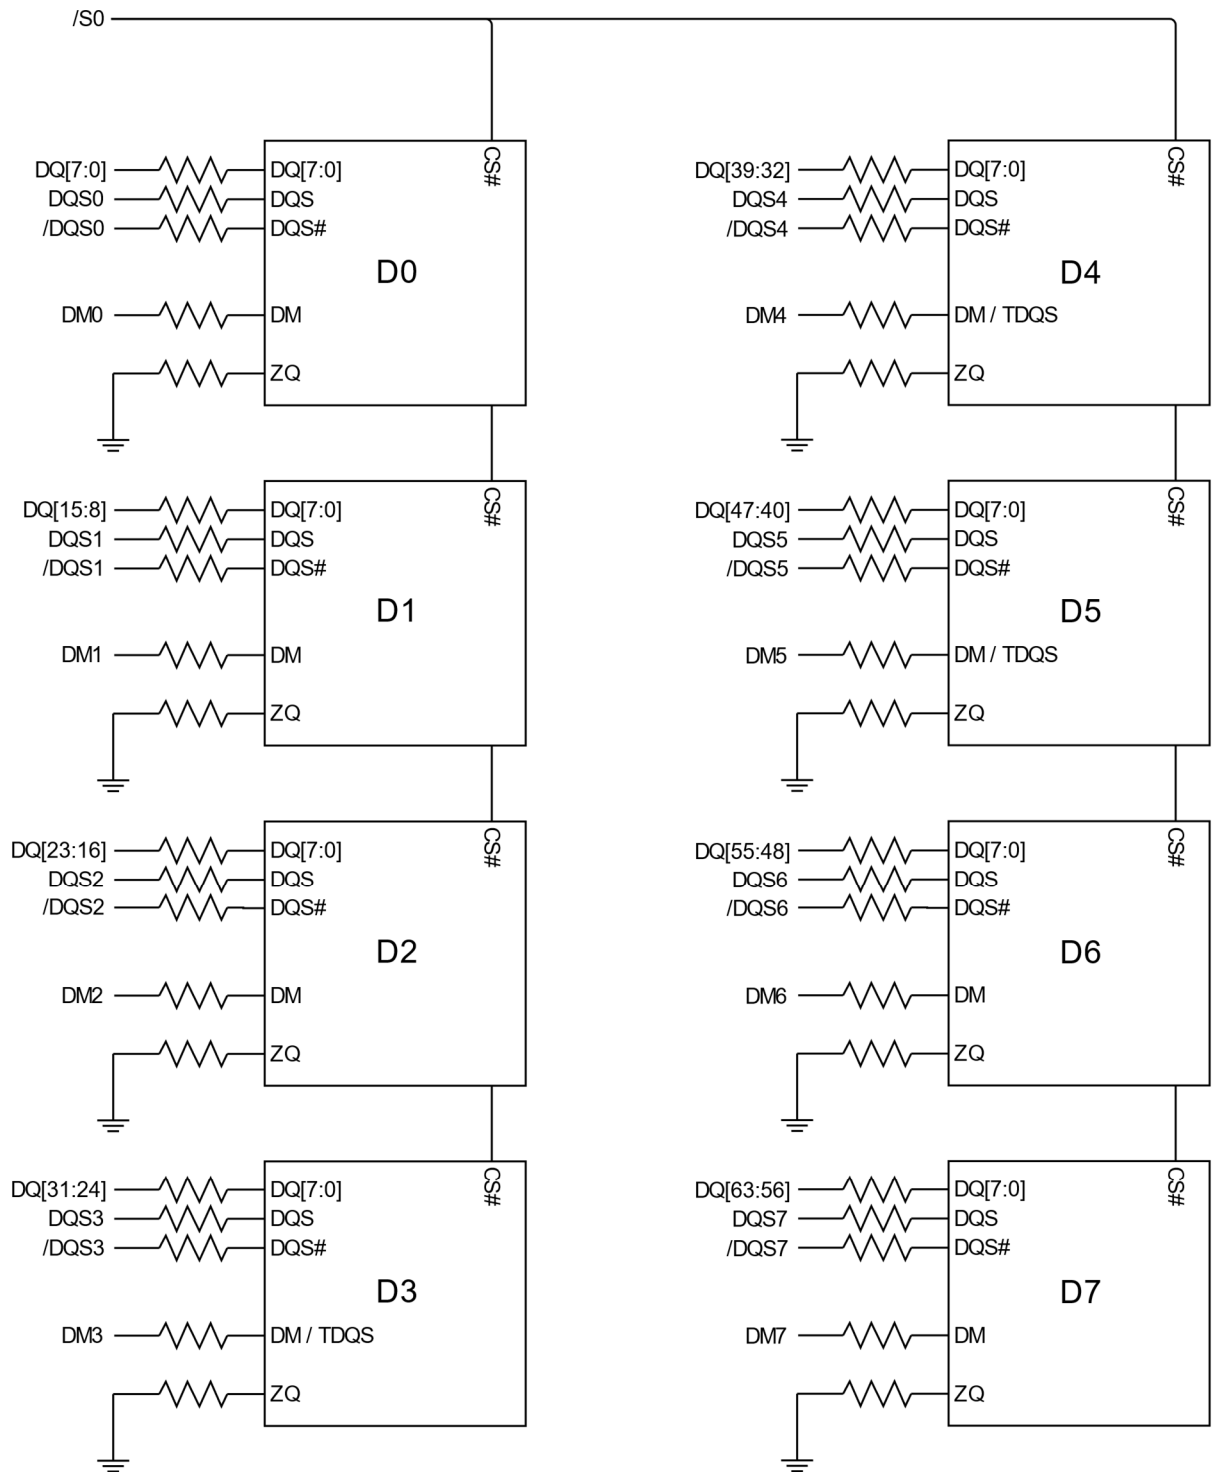 /S0
CS#
DQ[7:0]
DQ[7:0]
DQS0
DQS
/DQS0
DQS#
D0
DM0
DM
ZQ
CS#
DQ[15:8]
DQ[7:0]
DQS1
DQS
/DQS1
DQS#
D1
DM1
DM
ZQ
CS#
DQ[23:16]
DQ[7:0]
DQS2
DQS
/DQS2
DQS#
D2
DM2
DM
ZQ
CS#
DQ[31:24]
DQ[7:0]
DQS3
DQS
/DQS3
DQS#
D3
DM3
DM / TDQS
ZQ
CS#
DQ[39:32]
DQ[7:0]
DQS4
DQS
/DQS4
DQS#
D4
DM4
DM / TDQS
ZQ
CS#
DQ[47:40]
DQ[7:0]
DQS5
DQS
/DQS5
DQS#
D5
DM5
DM / TDQS
ZQ
CS#
DQ[55:48]
DQ[7:0]
DQS6
DQS
/DQS6
DQS#
D6
DM6
DM
ZQ
CS#
DQ[63:56]
DQ[7:0]
DQS7
DQS
/DQS7
DQS#
D7
DM7
DM
ZQ